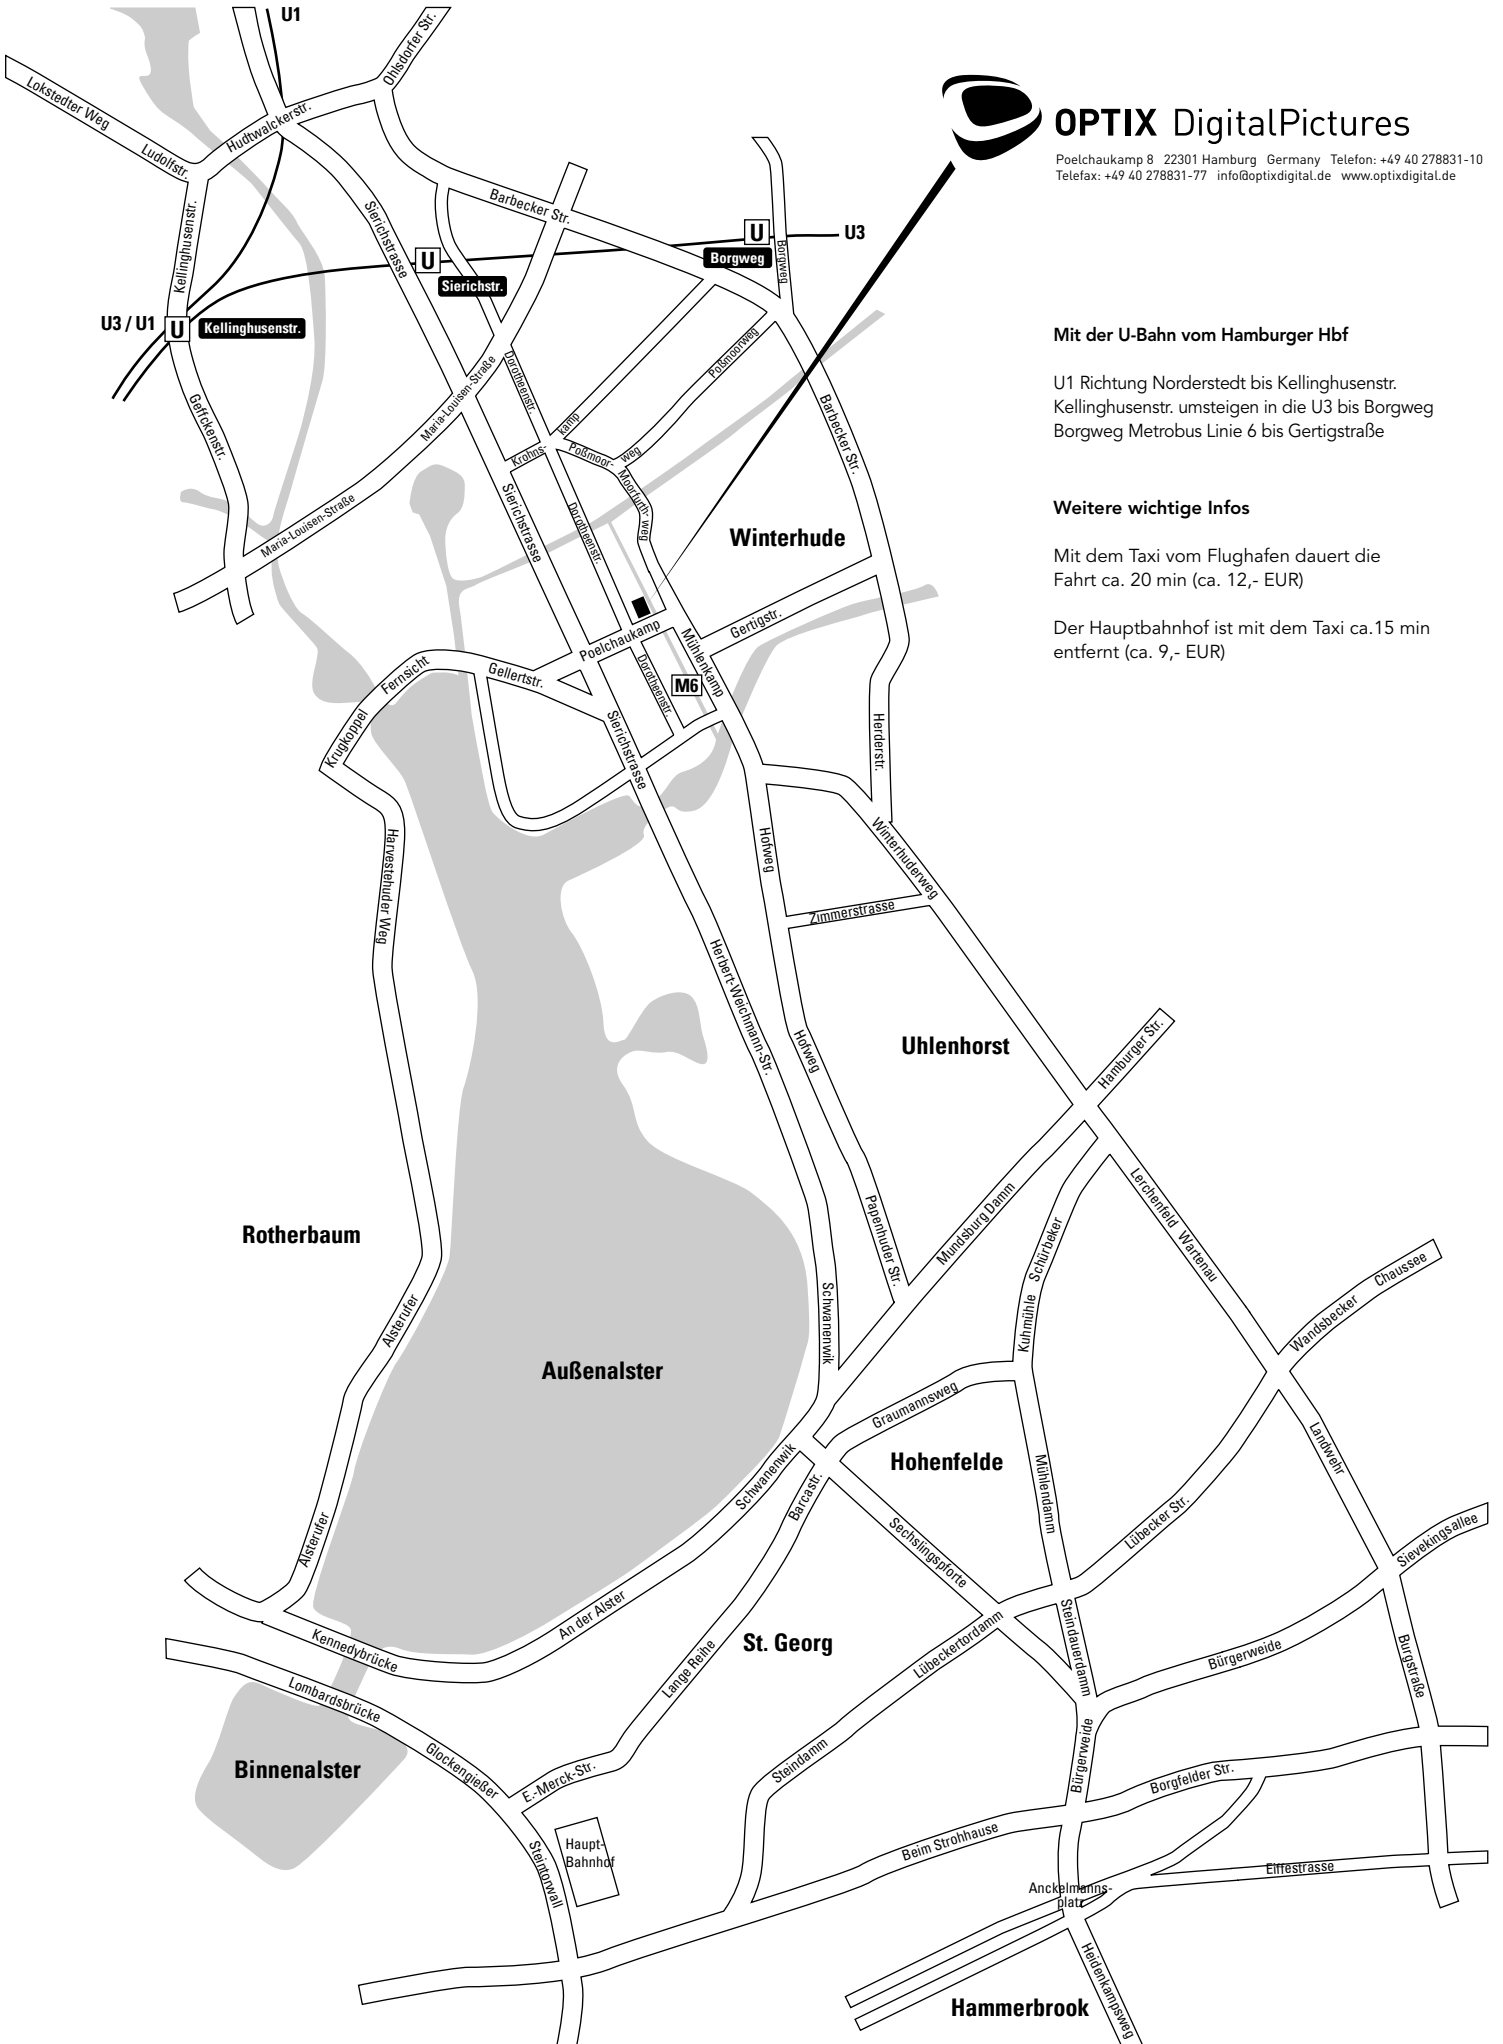 U1
Ohlsdorfer Str.
Lokstedter Weg
Ludolfstr.
Hudtwalckerstr.
OPTIX DigitalPictures
Poelchaukamp 8 22301 Hamburg Germany Telefon: +49 40 278831-10
Telefax: +49 40 278831-77 info@optixdigital.de www.optixdigital.de
Kellinghusenstr.
Sierichstrasse
Barbecker Str.
U
U3
Borgweg
Borgweg
U
Sierichstr.
U3 / U1
U
Kellinghusenstr.
Mit der U-Bahn vom Hamburger Hbf
U1 Richtung Norderstedt bis Kellinghusenstr.
Kellinghusenstr. umsteigen in die U3 bis Borgweg
Borgweg Metrobus Linie 6 bis Gertigstraße
Weitere wichtige Infos
Mit dem Taxi vom Flughafen dauert die
Fahrt ca. 20 min (ca. 12,- EUR)
Der Hauptbahnhof ist mit dem Taxi ca.15 min
entfernt (ca. 9,- EUR)
Geffckenstr.
Maria-Louisen-Straße
Dorotheenstr.
Poßmoorweg
Barbecker Str.
Krohns-
kamp
Poßmoor-
weg
Moorfurth-
weg
Maria-Louisen-Straße
Sierichstrasse
Dorotheenstr.
Winterhude
Poelchaukamp
Mühlenkamp
Gertigstr.
Fernsicht
Gellertstr.
Dorotheenstr.
M6
Krugkoppel
Sierichstrasse
Herderstr.
Harvestehuder Weg
Hofweg
Winterhuderweg
Zimmerstrasse
Herbert-Weichmann-Str.
Hofweg
Uhlenhorst
Hamburger Str.
Rotherbaum
Papenhuder Str.
Mundsburg Damm
Lerchenfeld
Wartenau
Schürbeker
Kuhmühle
Wandsbecker
Chaussee
Alsterufer
Schwanenwik
Außenalster
Graumannsweg
Hohenfelde
Landwehr
Schwanenwik
Barcastr.
Mühlendamm
Lübecker Str.
Sechslingspforte
Sievekingsallee
Alsterufer
An der Alster
Kennedybrücke
St. Georg
Lange Reihe
Lübeckertordamm
Steindauerdamm
Bürgerweide
Burgstraße
Lombardsbrücke
Binnenalster
Glockengießer
E.-Merck-Str.
Steindamm
Bürgerweide
Borgfelder Str.
Steintorwall
Haupt-
Bahnhof
Beim Strohhause
Eiffestrasse
Anckelmanns-
platz
Heidenkampsweg
Hammerbrook